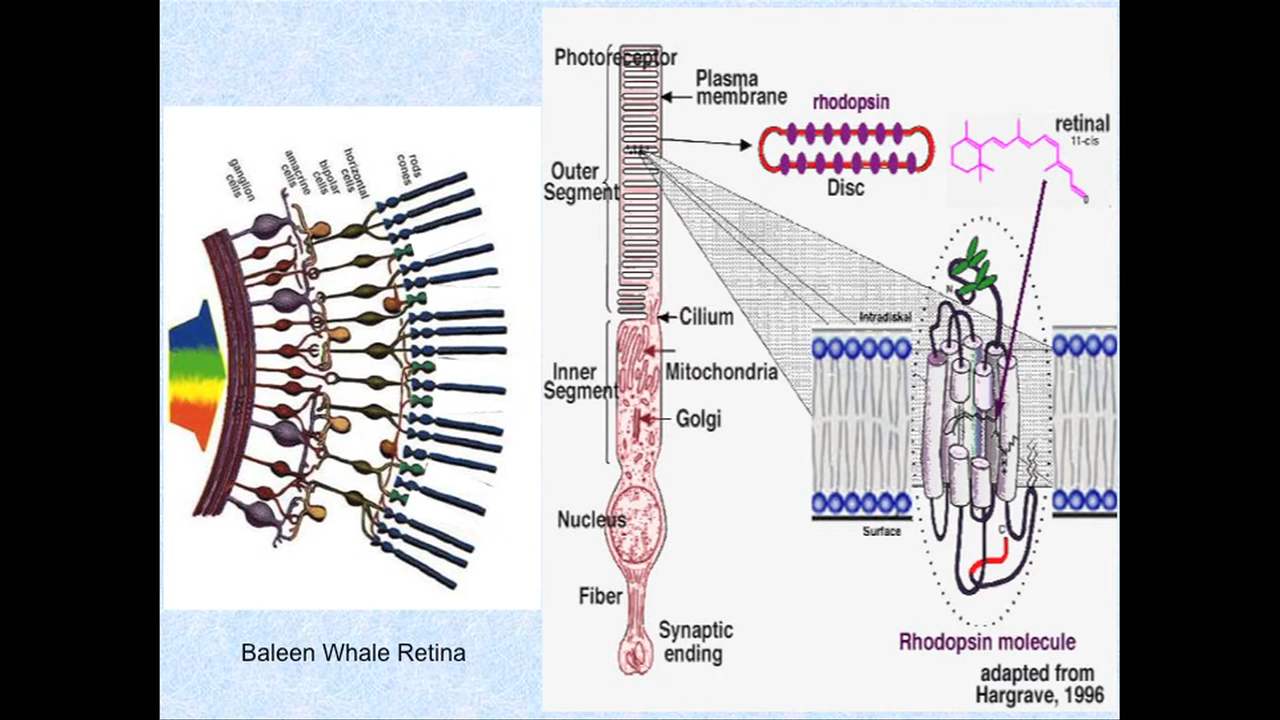 ganglion
cells
amacrine
cells
bipolar
cells
horizontal
cells
rods
cones
Baleen Whale Retina
Photoreceptor
Plasma
membrane
rhodopsin
retinal
11-cis
Outer
Segment
Disc
O
N
Cilium
Intradiskal
Inner
Segment
Mitochondria
Golgi
Nucleus
Surface
C
Fiber
Synaptic
ending
Rhodopsin molecule
adapted from
Hargrave, 1996